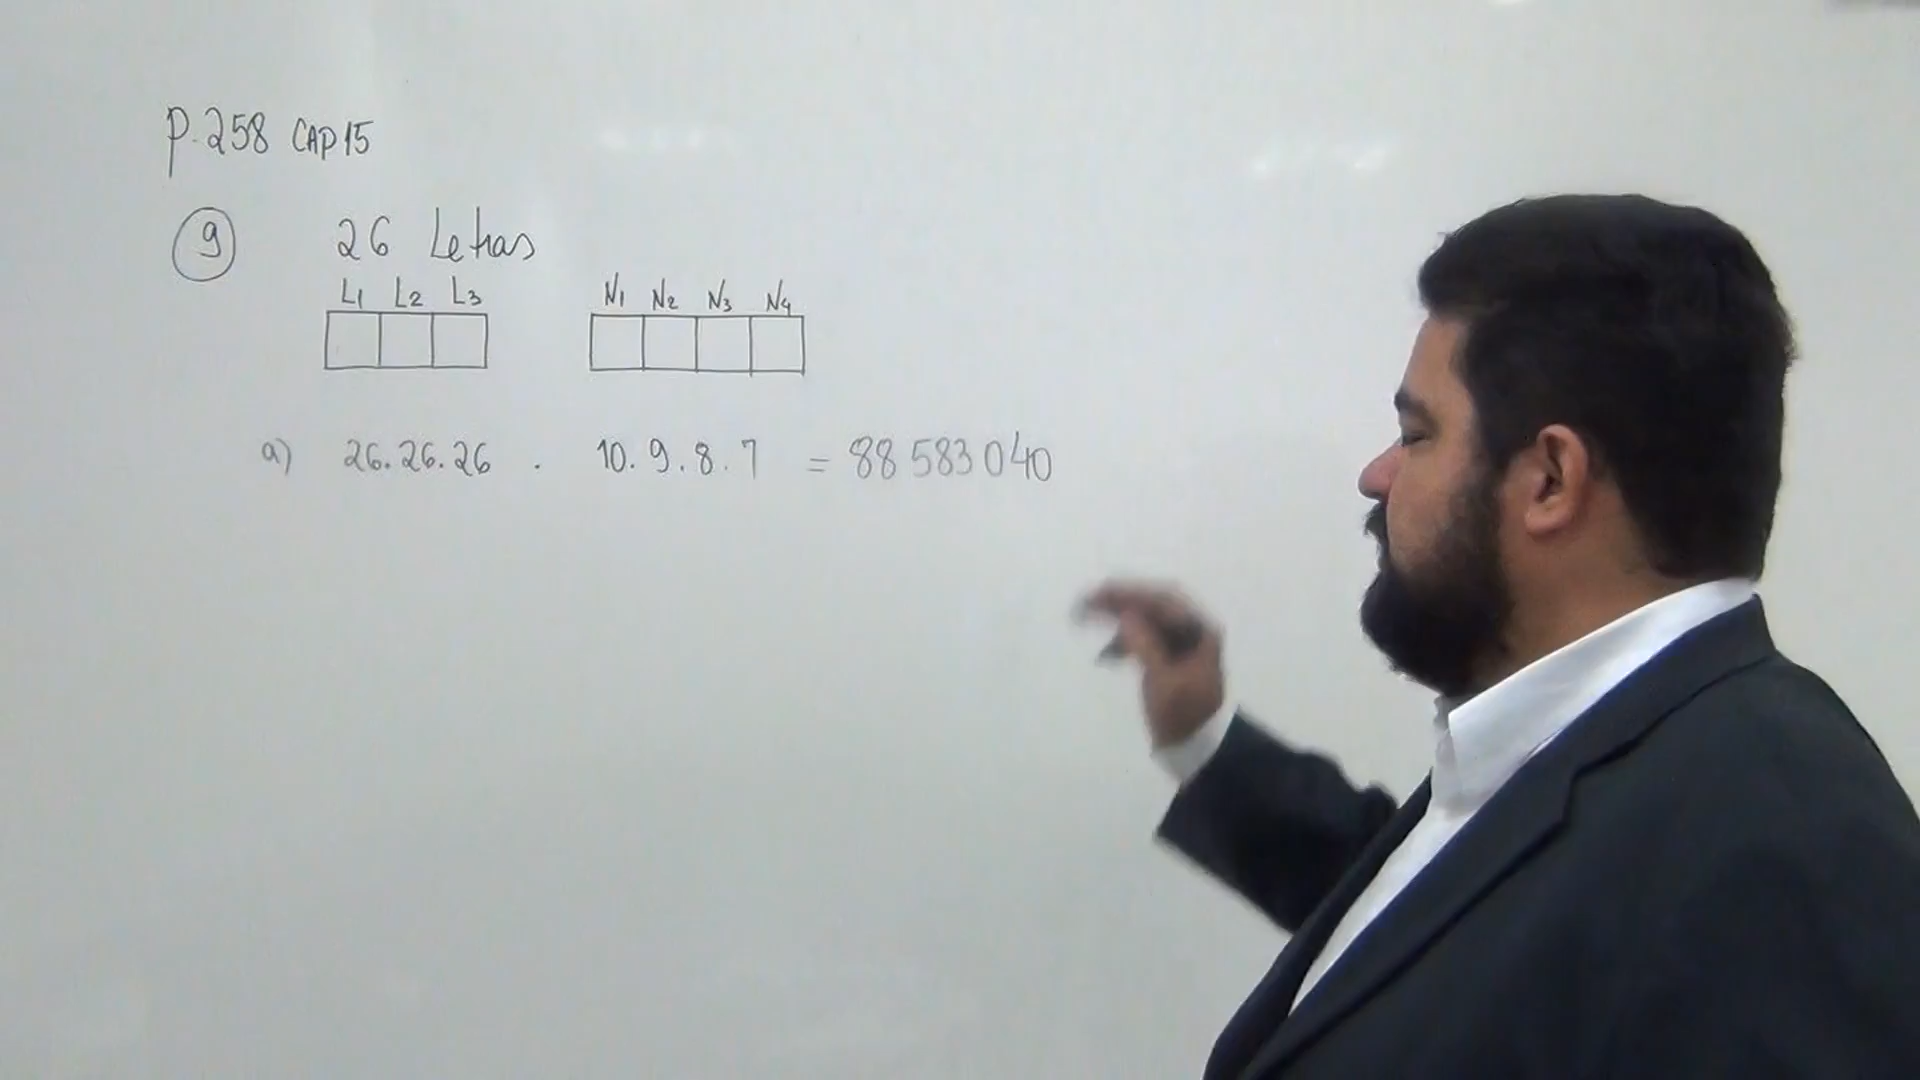 P.258 CAP 15
9 26 Letras
L1 L2 L3 N1 N2 N3 N4
a) 26.26.26 . 10.9.8.7 = 88 583 040